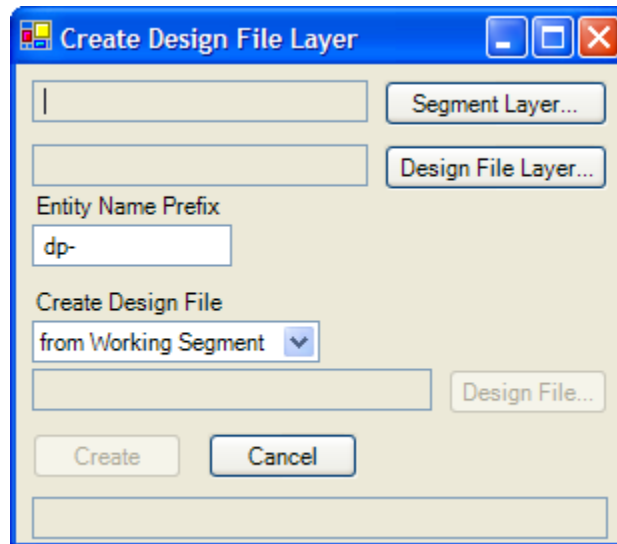 Create Design File Layer
Segment Layer...
Design File Layer...
Entity Name Prefix
dp-
Create Design File
from Working Segment
Design File...
Create Cancel